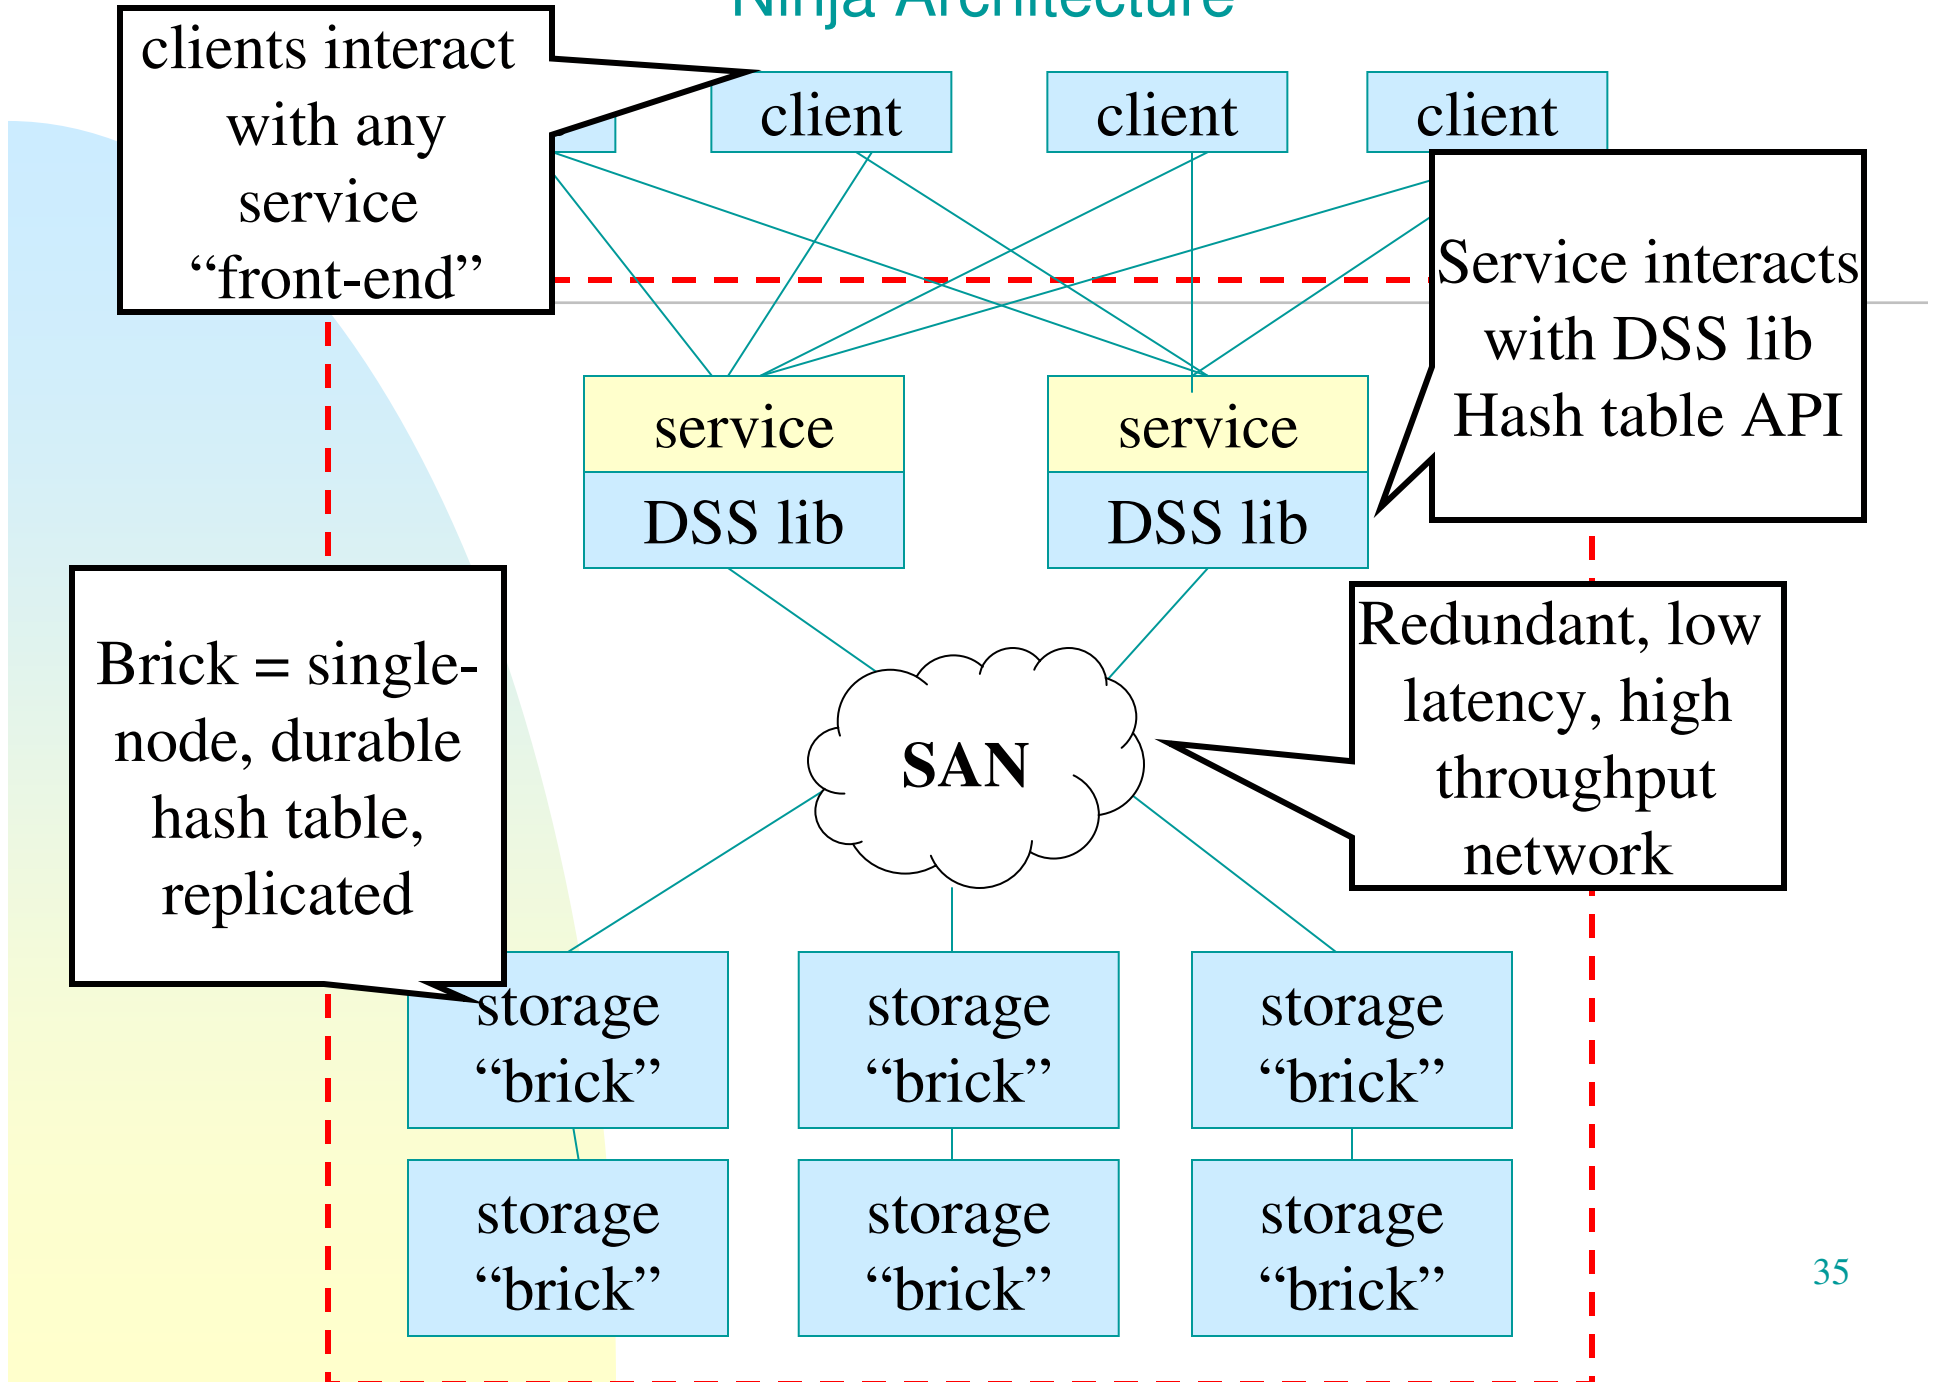 Ninja Architecture
clients interact
with any
service
“front-end”
client
client
client
Service interacts
with DSS lib
Hash table API
service
service
DSS lib
DSS lib
Brick = single-
node, durable
hash table,
replicated
Redundant, low
latency, high
throughput
network
SAN
storage
“brick”
storage
“brick”
storage
“brick”
storage
“brick”
storage
“brick”
storage
“brick”
35